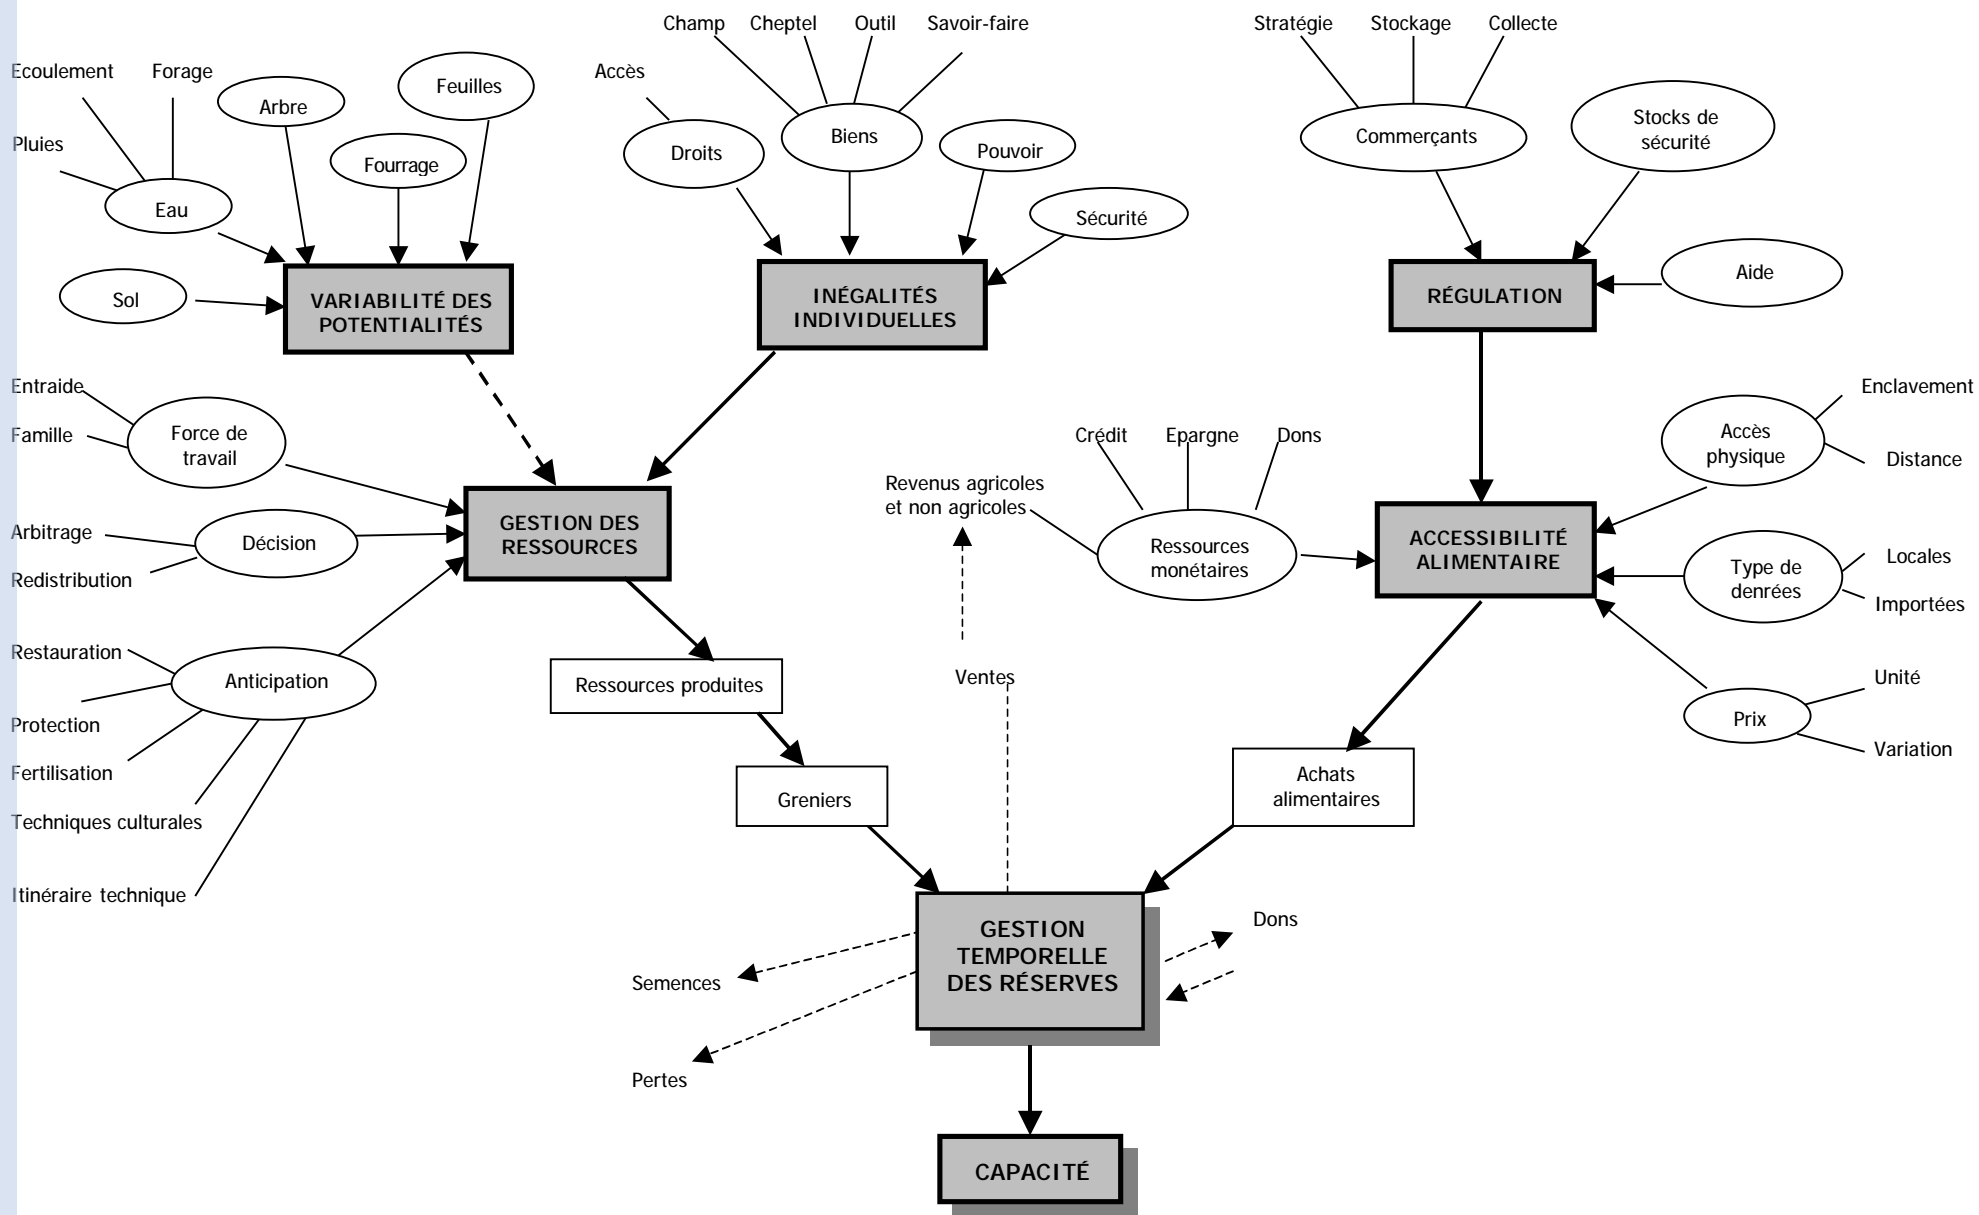 Champ
Cheptel
Outil
Savoir-faire
Stratégie
Stockage
Collecte
Ecoulement
Forage
Arbre
Feuilles
Accès
Pluies
Fourrage
Droits
Biens
Pouvoir
Commerçants
Stocks de
sécurité
Eau
Sécurité
Sol
VARIABILITÉ DES
POTENTIALITÉS
INÉGALITÉS
INDIVIDUELLES
RÉGULATION
Aide
Entraide
Famille
Force de
travail
Crédit
Epargne
Dons
Accès
physique
Enclavement
Distance
Revenus agricoles
et non agricoles
Arbitrage
Redistribution
Décision
GESTION DES
RESSOURCES
Ressources
monétaires
ACCESSIBILITÉ
ALIMENTAIRE
Type de
denrées
Locales
Importées
Restauration
Protection
Fertilisation
Techniques culturales
Itinéraire technique
Anticipation
Ressources produites
Ventes
Prix
Unité
Variation
Greniers
Achats
alimentaires
GESTION
TEMPORELLE
DES RÉSERVES
Dons
Semences
Pertes
CAPACITÉ